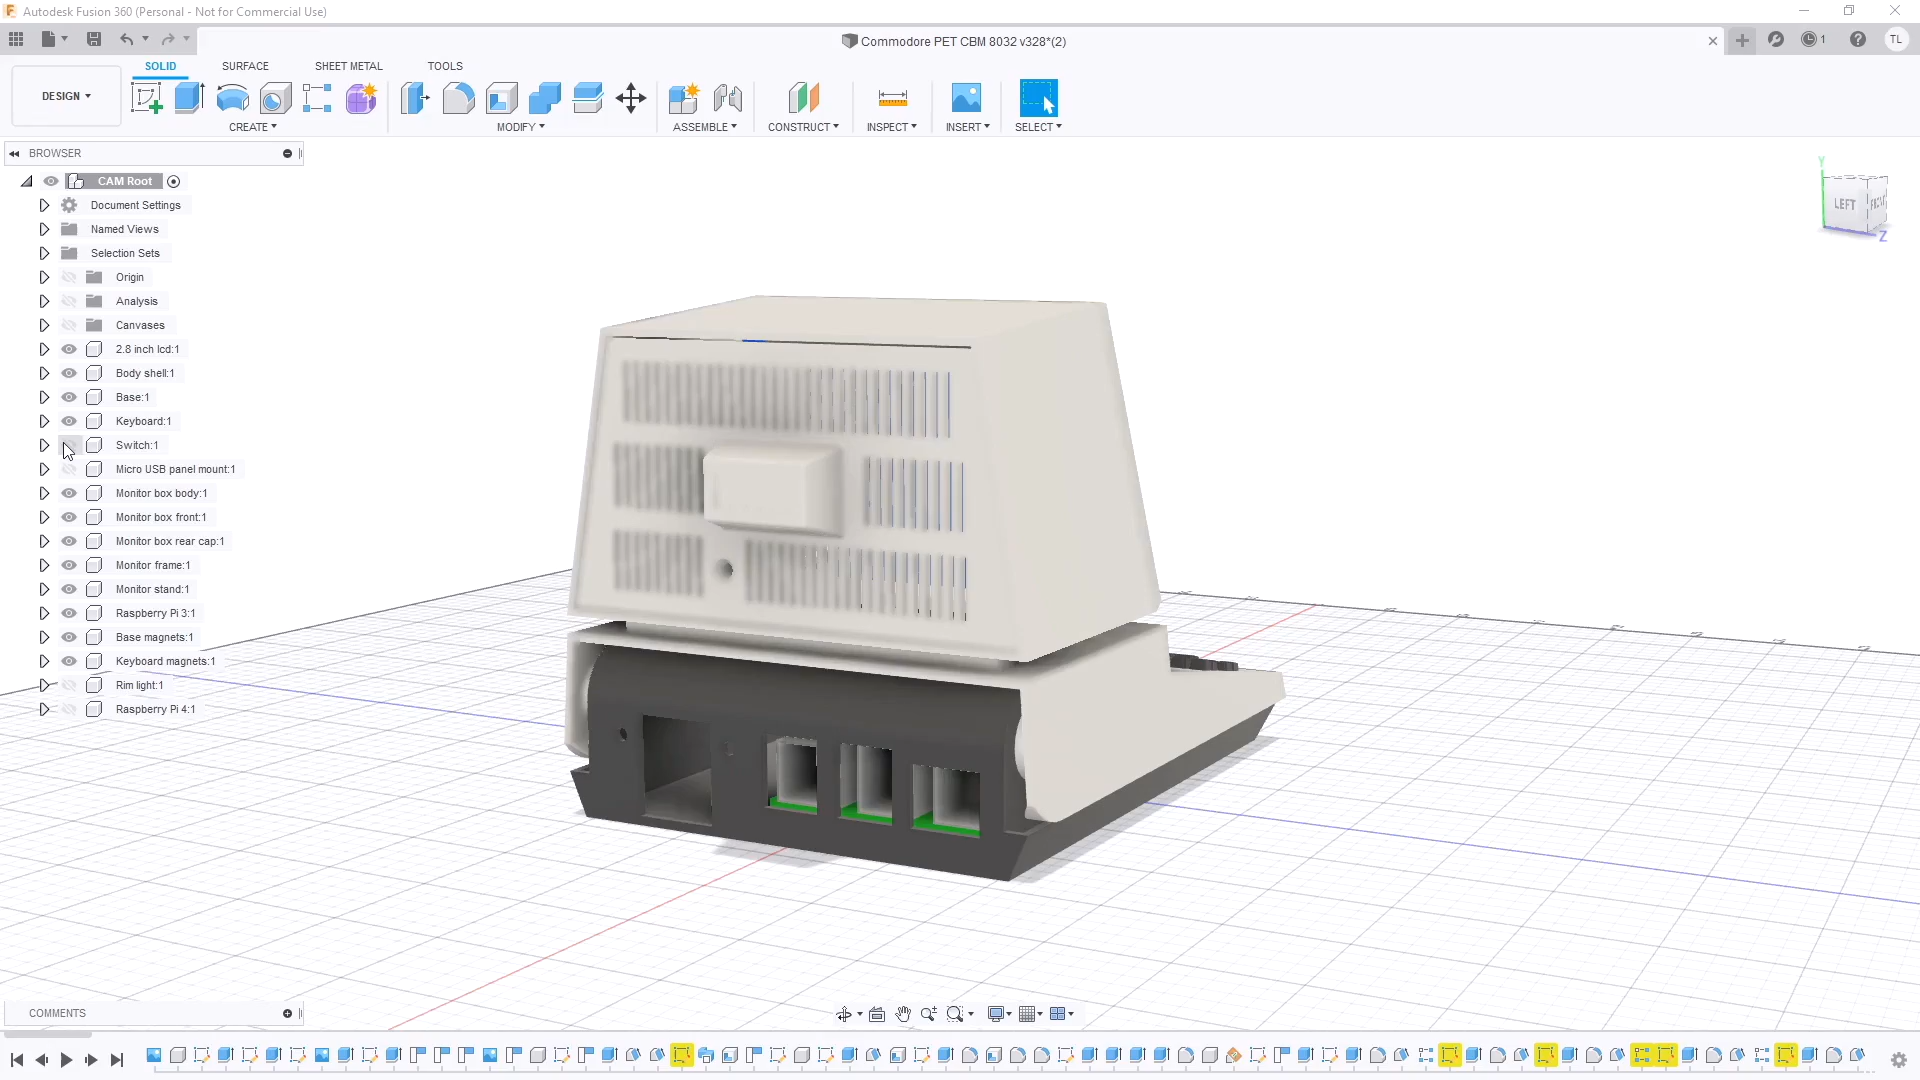 Autodesk Fusion 360 (Personal - Not for Commercial Use)
Commodore PET CBM 8032 v328*(2)
1
TL
DESIGN
SOLID
SURFACE
SHEET METAL
TOOLS
CREATE
MODIFY
ASSEMBLE
CONSTRUCT
INSPECT
INSERT
SELECT
BROWSER
CAM Root
Document Settings
Named Views
Selection Sets
Origin
Analysis
Canvases
2.8 inch lcd:1
Body shell:1
Base:1
Keyboard:1
Switch:1
Micro USB panel mount:1
Monitor box body:1
Monitor box front:1
Monitor box rear cap:1
Monitor frame:1
Monitor stand:1
Raspberry Pi 3:1
Base magnets:1
Keyboard magnets:1
Rim light:1
Raspberry Pi 4:1
Y
LEFT
Z
COMMENTS